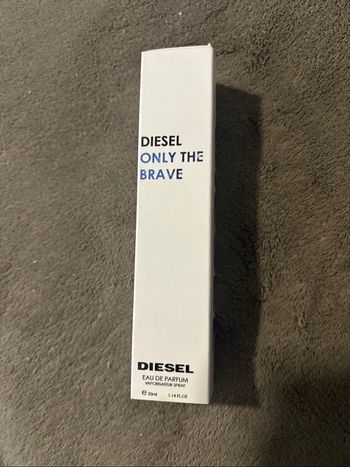 DIESEL
ONLY THE
BRAVE
DIESEL
EAU DE PARFUM
VAPORISATEUR SPRAY
℮ 33ml 1.14 FL.OZ